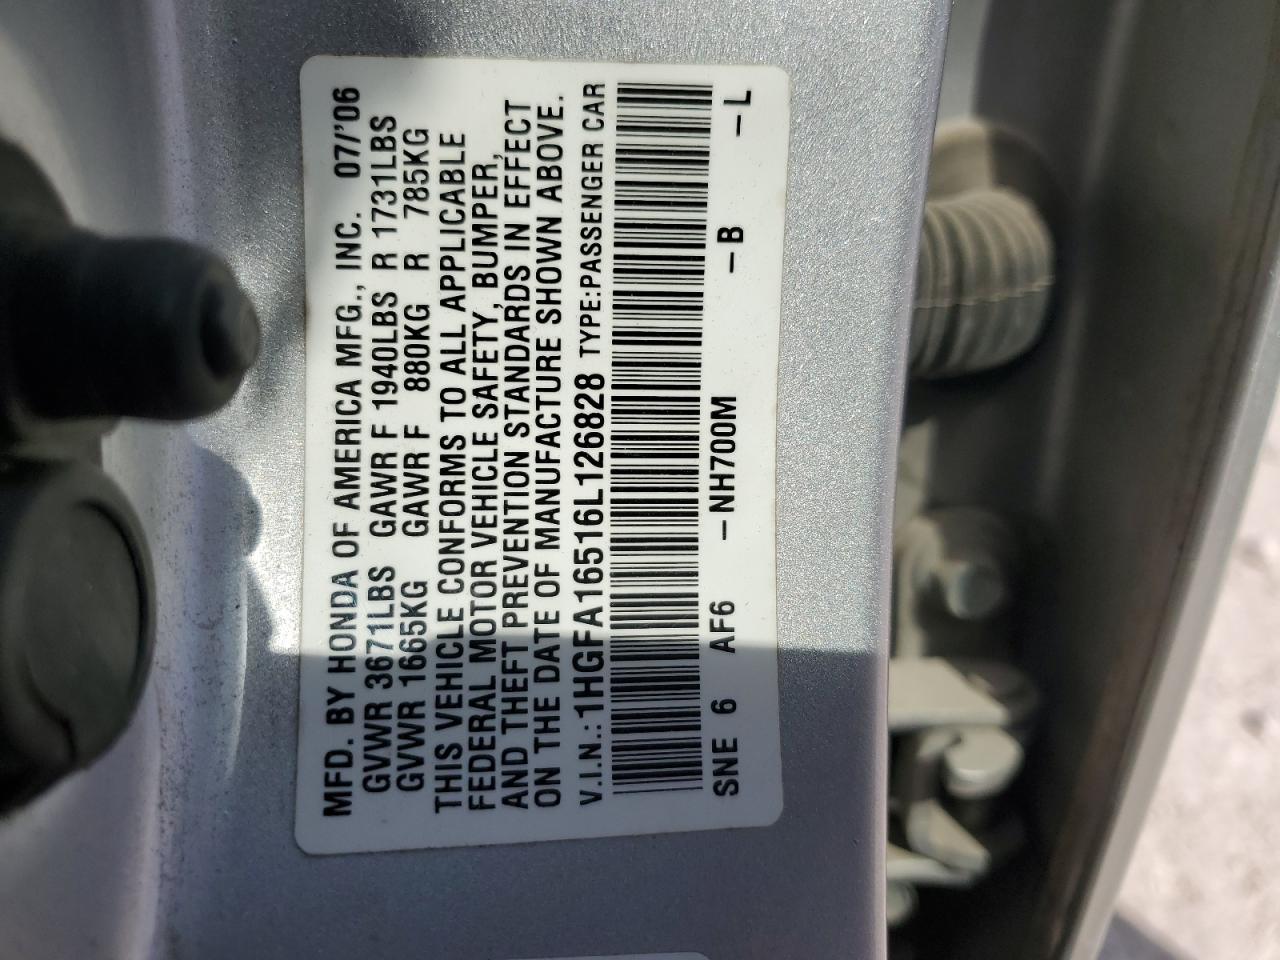 MFD. BY HONDA OF AMERICA MFG., INC. 07/'06
GVWR 3671LBS GAWR F 1940LBS R 1731LBS
GVWR 1665KG GAWR F 880KG R 785KG
THIS VEHICLE CONFORMS TO ALL APPLICABLE
FEDERAL MOTOR VEHICLE SAFETY, BUMPER,
AND THEFT PREVENTION STANDARDS IN EFFECT
ON THE DATE OF MANUFACTURE SHOWN ABOVE.
V.I.N.: 1HGFA16516L126828 TYPE:PASSENGER CAR
SNE 6 AF6 –NH700M –B –L